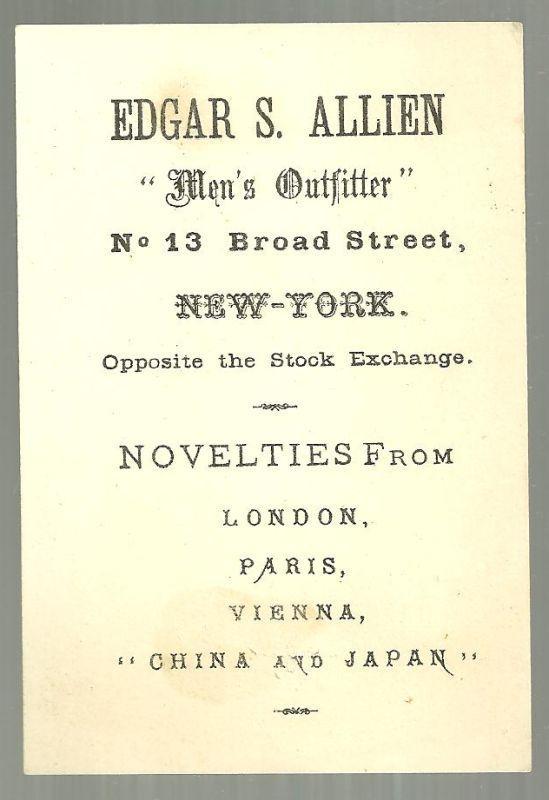 EDGAR S. ALLIEN
"Men's Outfitter"
No 13 Broad Street,
NEW-YORK.
Opposite the Stock Exchange.
NOVELTIES FROM
LONDON,
PARIS,
VIENNA,
"CHINA AND JAPAN"